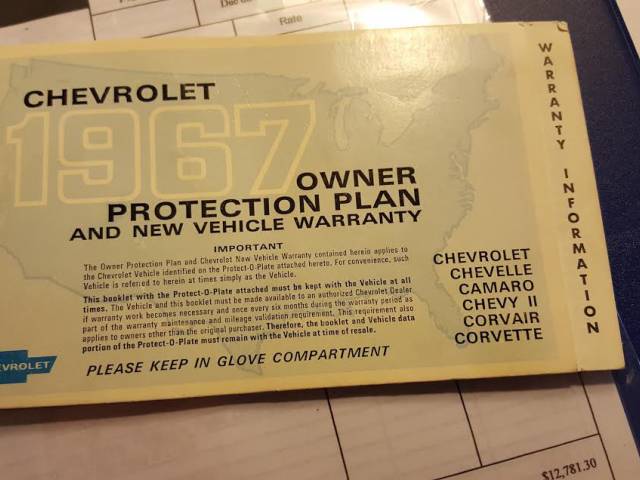 Rate
CHEVROLET
1967
OWNER
PROTECTION PLAN
AND NEW VEHICLE WARRANTY
IMPORTANT
The Owner Protection Plan and Chevrolet New Vehicle Warranty contained herein applies to
the Chevrolet Vehicle identified on the Protect-O-Plate attached hereto. For convenience, such
Vehicle is referred to herein at times simply as the Vehicle.
This booklet with the Protect-O-Plate attached must be kept with the Vehicle at all
times. The Vehicle and this booklet must be made available to an authorized Chevrolet Dealer
if warranty work becomes necessary and once every six months during the warranty period as
part of the warranty maintenance and mileage validation requirement. This requirement also
applies to owners other than the original purchaser. Therefore, the booklet and Vehicle data
portion of the Protect-O-Plate must remain with the Vehicle at time of resale.
PLEASE KEEP IN GLOVE COMPARTMENT
CHEVROLET
CHEVELLE
CAMARO
CHEVY II
CORVAIR
CORVETTE
WARRANTY INFORMATION
EVROLET
$12,781.30